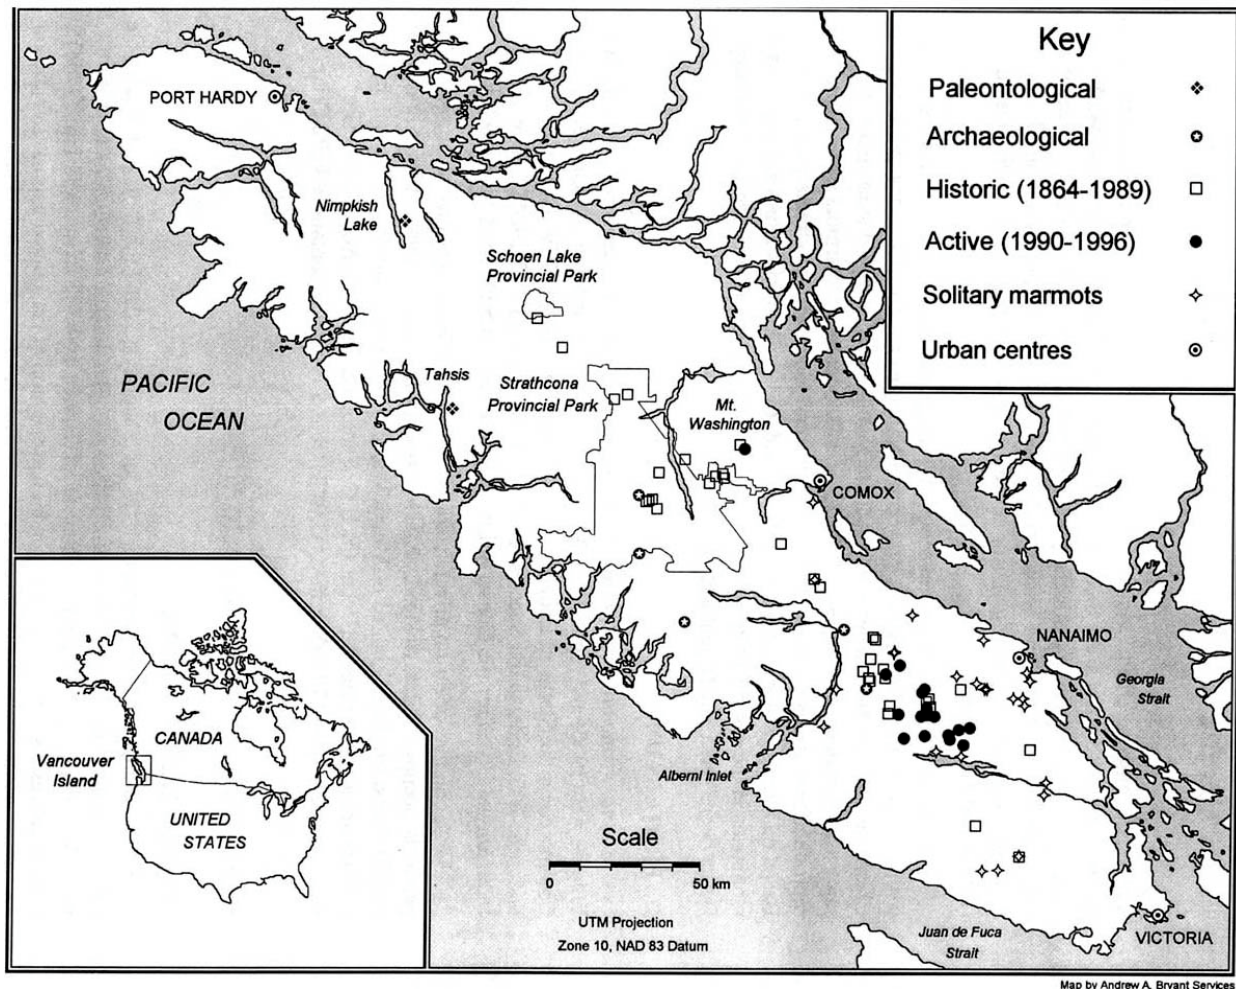 Key
Paleontological
Archaeological
Historic (1864-1989)
Active (1990-1996)
Solitary marmots
Urban centres
PORT HARDY
Nimpkish
Lake
Schoen Lake
Provincial Park
PACIFIC
OCEAN
Tahsis
Strathcona
Provincial Park
Mt.
Washington
COMOX
NANAIMO
Georgia
Strait
Alberni Inlet
CANADA
Vancouver
Island
UNITED
STATES
Scale
0 50 km
UTM Projection
Zone 10, NAD 83 Datum
Juan de Fuca
Strait
VICTORIA
Map by Andrew A. Bryant Services